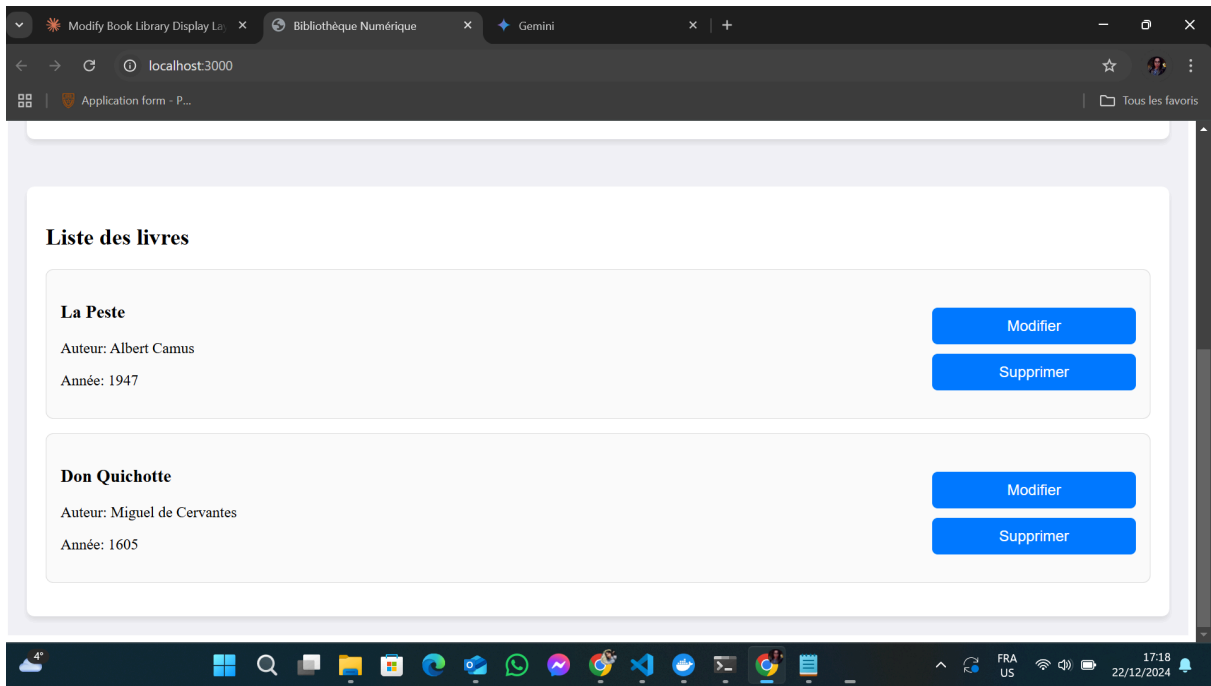 Modify Book Library Display La
Bibliothèque Numérique
Gemini
localhost:3000
Application form - P...
Tous les favoris
Liste des livres
La Peste
Auteur: Albert Camus
Année: 1947
Modifier
Supprimer
Don Quichotte
Auteur: Miguel de Cervantes
Année: 1605
Modifier
Supprimer
4°
FRA
US
17:18
22/12/2024